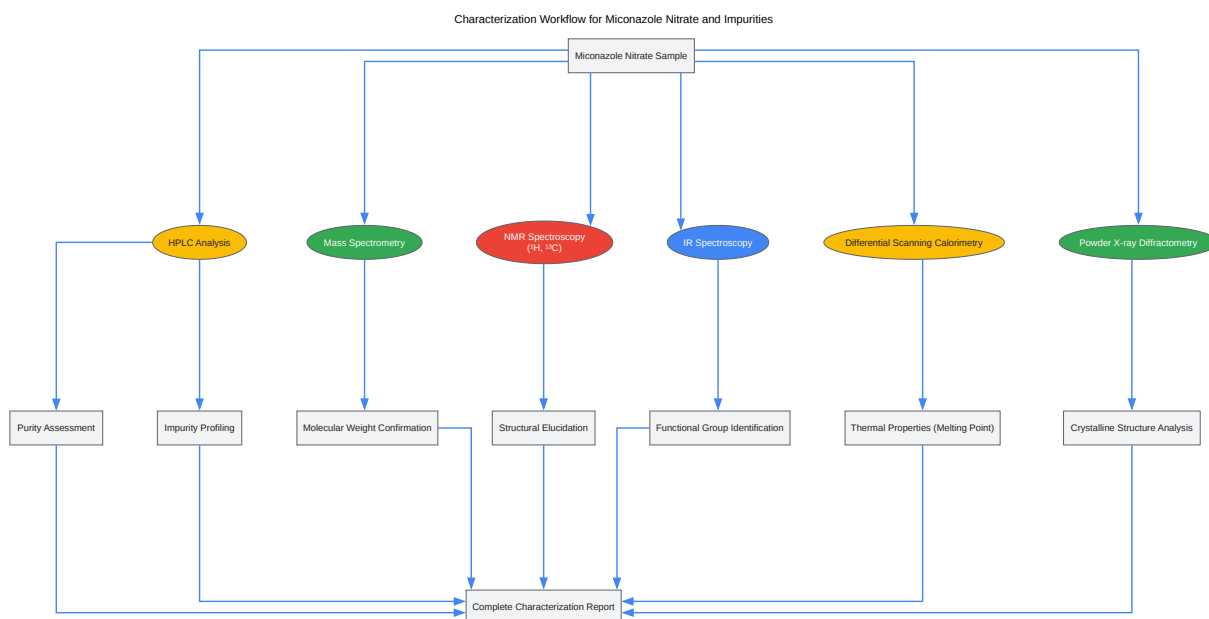 Characterization Workflow for Miconazole Nitrate and Impurities
Miconazole Nitrate Sample
HPLC Analysis
Mass Spectrometry
NMR Spectroscopy
(¹H, ¹³C)
IR Spectroscopy
Differential Scanning Calorimetry
Powder X-ray Diffractometry
Purity Assessment
Impurity Profiling
Molecular Weight Confirmation
Structural Elucidation
Functional Group Identification
Thermal Properties (Melting Point)
Crystalline Structure Analysis
Complete Characterization Report